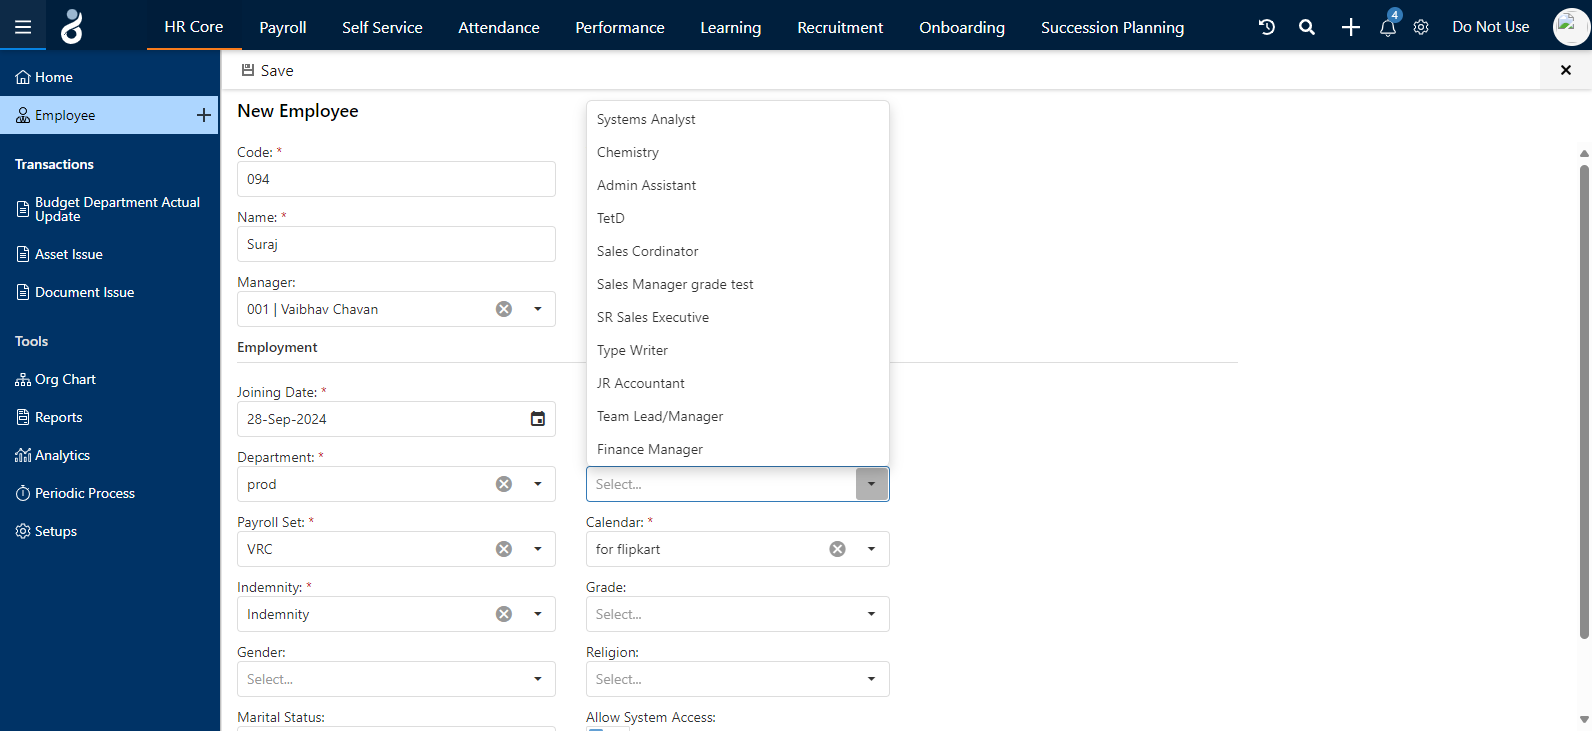 HR Core
Payroll
Self Service
Attendance
Performance
Learning
Recruitment
Onboarding
Succession Planning
4
Do Not Use
Home
Employee
Transactions
Budget Department Actual
Update
Asset Issue
Document Issue
Tools
Org Chart
Reports
Analytics
Periodic Process
Setups
Save
New Employee
Code: *
094
Name: *
Suraj
Manager:
001 | Vaibhav Chavan
Employment
Joining Date: *
28-Sep-2024
Department: *
prod
Systems Analyst
Chemistry
Admin Assistant
TetD
Sales Cordinator
Sales Manager grade test
SR Sales Executive
Type Writer
JR Accountant
Team Lead/Manager
Finance Manager
Select...
Payroll Set: *
VRC
Calendar: *
for flipkart
Indemnity: *
Indemnity
Grade:
Select...
Gender:
Select...
Religion:
Select...
Marital Status:
Allow System Access: